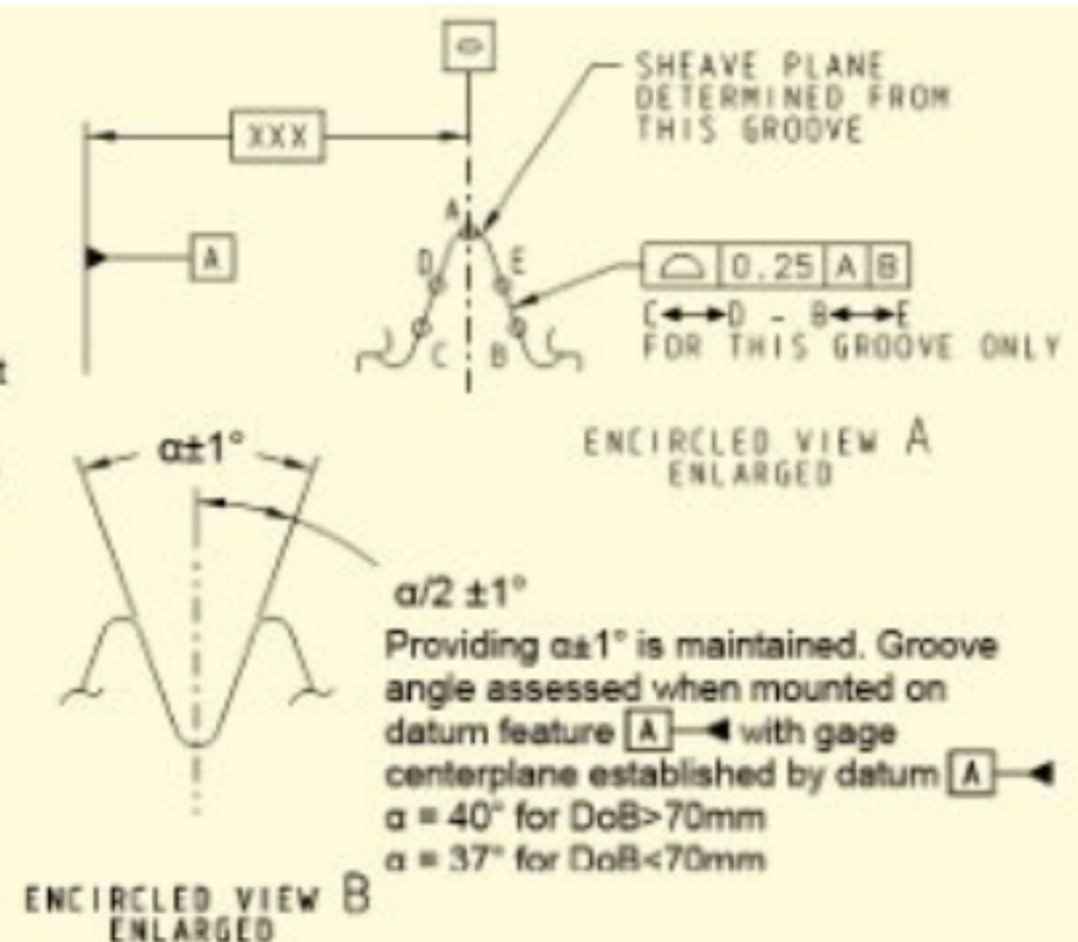 SHEAVE PLANE
DETERMINED FROM
THIS GROOVE
XXX
A
A
D
E
C
B
0.25 A B
C D - B E
FOR THIS GROOVE ONLY
ENCIRCLED VIEW A
ENLARGED
α±1°
α/2 ±1°
Providing α±1° is maintained. Groove
angle assessed when mounted on
datum feature A with gage
centerplane established by datum A
α = 40° for DoB>70mm
α = 37° for DoB<70mm
ENCIRCLED VIEW B
ENLARGED